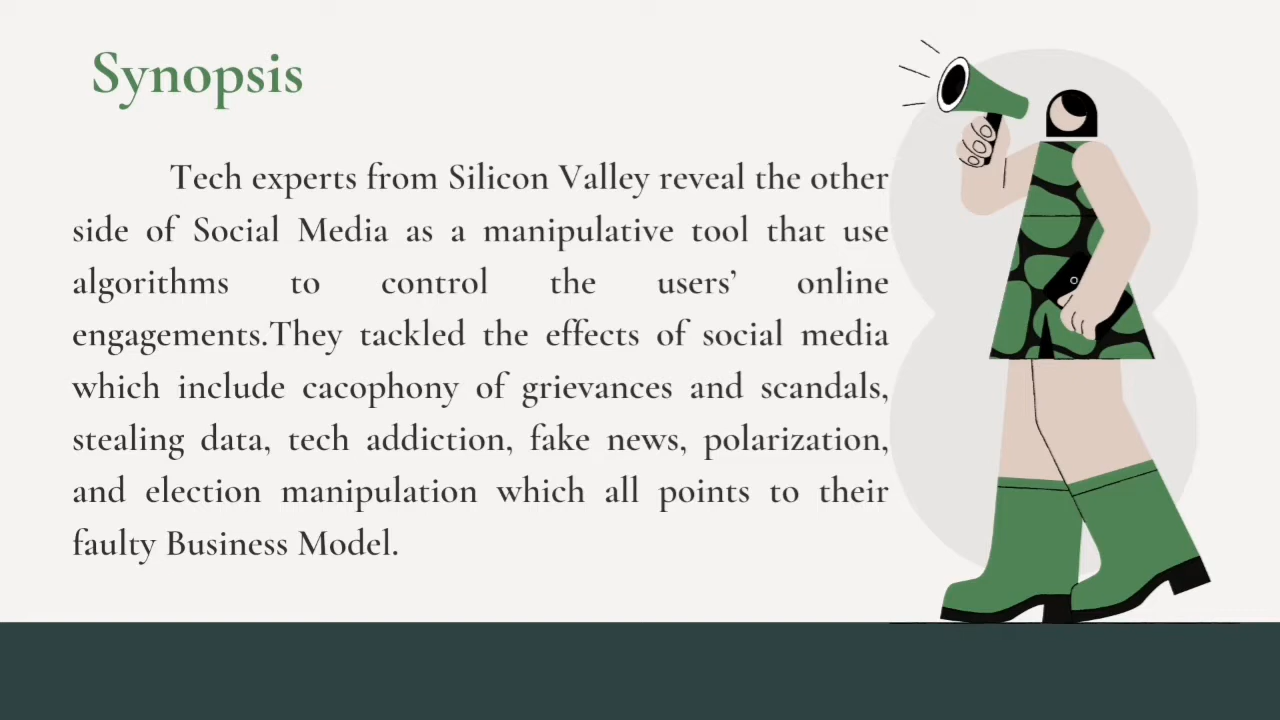 Synopsis
Tech experts from Silicon Valley reveal the other
side of Social Media as a manipulative tool that use
algorithms to control the users’ online
engagements.They tackled the effects of social media
which include cacophony of grievances and scandals,
stealing data, tech addiction, fake news, polarization,
and election manipulation which all points to their
faulty Business Model.